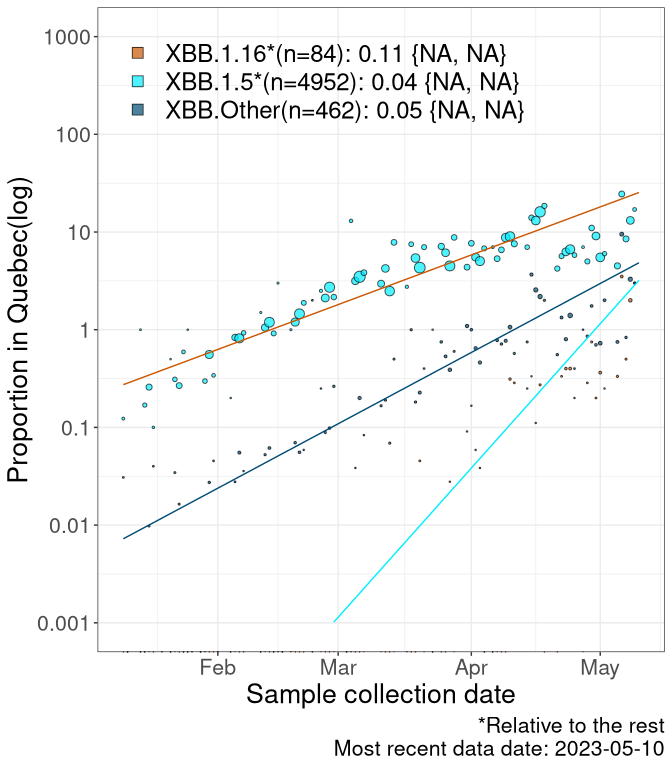 1000
100
10
1
0.1
0.01
0.001
Proportion in Quebec(log)
XBB.1.16*(n=84): 0.11 {NA, NA}
XBB.1.5*(n=4952): 0.04 {NA, NA}
XBB.Other(n=462): 0.05 {NA, NA}
Feb Mar Apr May
Sample collection date
*Relative to the rest
Most recent data date: 2023-05-10